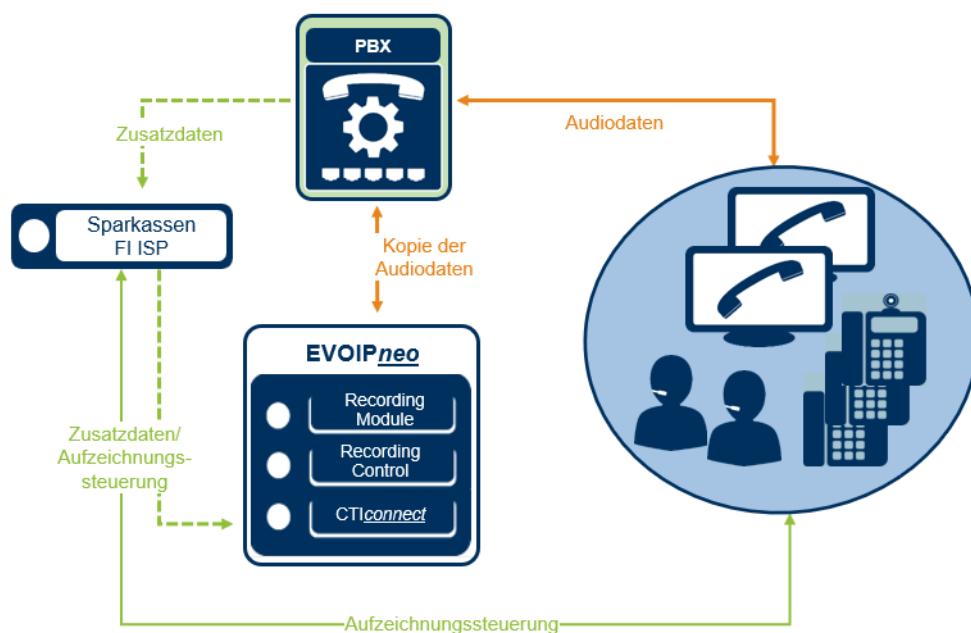 PBX
Zusatzdaten
Audiodaten
Sparkassen
FI ISP
Kopie der
Audiodaten
EVOIPneo
Recording
Module
Recording
Control
CTIconnect
Zusatzdaten/
Aufzeichnungs-
steuerung
Aufzeichnungssteuerung